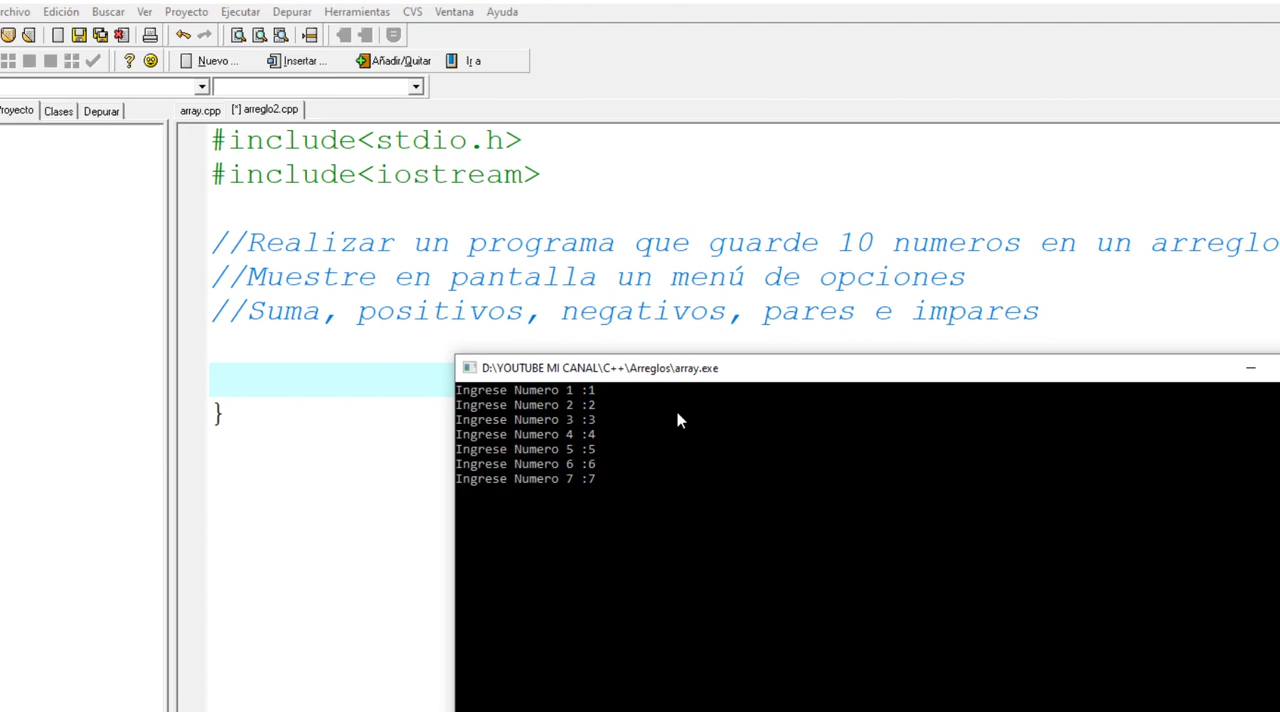 rchivo Edición Buscar Ver Proyecto Ejecutar Depurar Herramientas CVS Ventana Ayuda
Nuevo ... Insertar ... Añadir/Quitar Ir a
royecto Clases Depurar array.cpp [*] arreglo2.cpp
#include<stdio.h>
#include<iostream>
//Realizar un programa que guarde 10 numeros en un arreglo
//Muestre en pantalla un menú de opciones
//Suma, positivos, negativos, pares e impares
}
D:\YOUTUBE MI CANAL\C++\Arreglos\array.exe
Ingrese Numero 1 :1
Ingrese Numero 2 :2
Ingrese Numero 3 :3
Ingrese Numero 4 :4
Ingrese Numero 5 :5
Ingrese Numero 6 :6
Ingrese Numero 7 :7